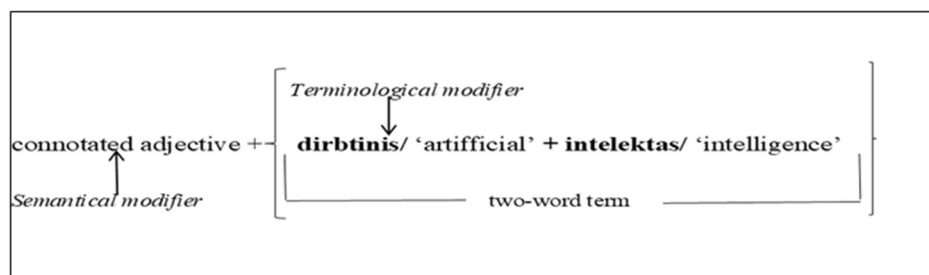 Terminological modifier
connotated adjective + dirbtinis/ ‘artifficial’ + intelektas/ ‘intelligence’
Semantical modifier
two-word term